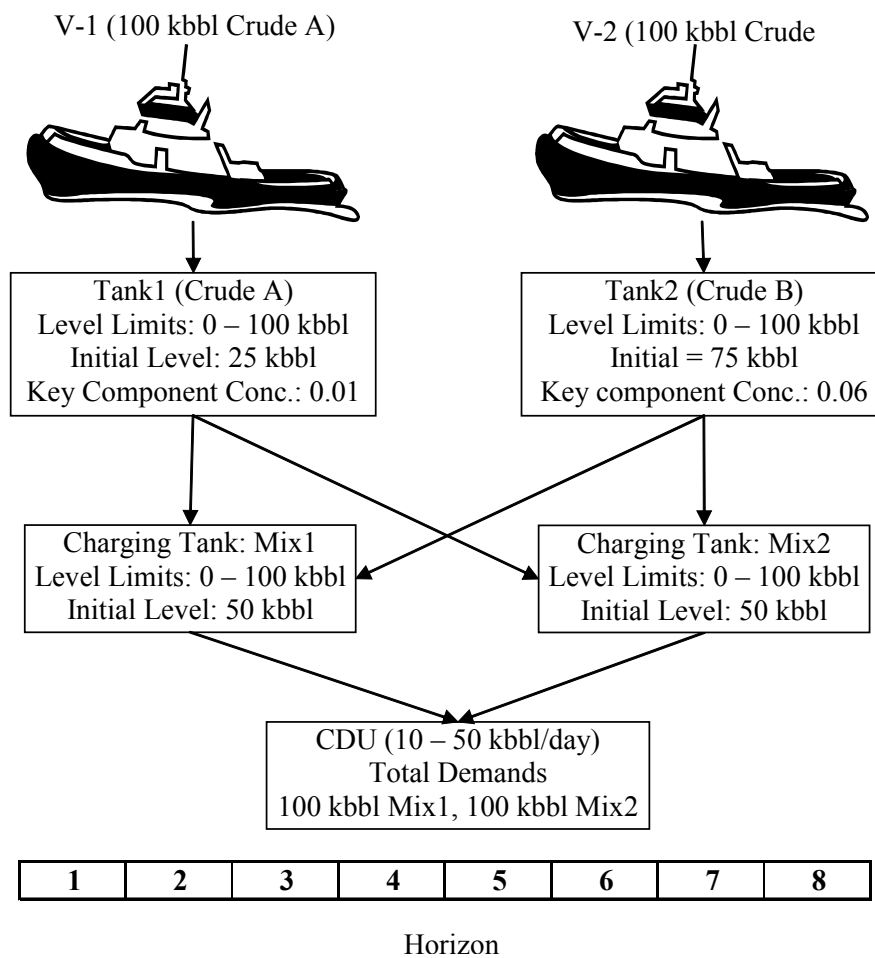 V-1 (100 kbbl Crude A)
V-2 (100 kbbl Crude
Tank1 (Crude A)
Level Limits: 0 – 100 kbbl
Initial Level: 25 kbbl
Key Component Conc.: 0.01
Tank2 (Crude B)
Level Limits: 0 – 100 kbbl
Initial = 75 kbbl
Key component Conc.: 0.06
Charging Tank: Mix1
Level Limits: 0 – 100 kbbl
Initial Level: 50 kbbl
Charging Tank: Mix2
Level Limits: 0 – 100 kbbl
Initial Level: 50 kbbl
CDU (10 – 50 kbbl/day)
Total Demands
100 kbbl Mix1, 100 kbbl Mix2
1 2 3 4 5 6 7 8
Horizon